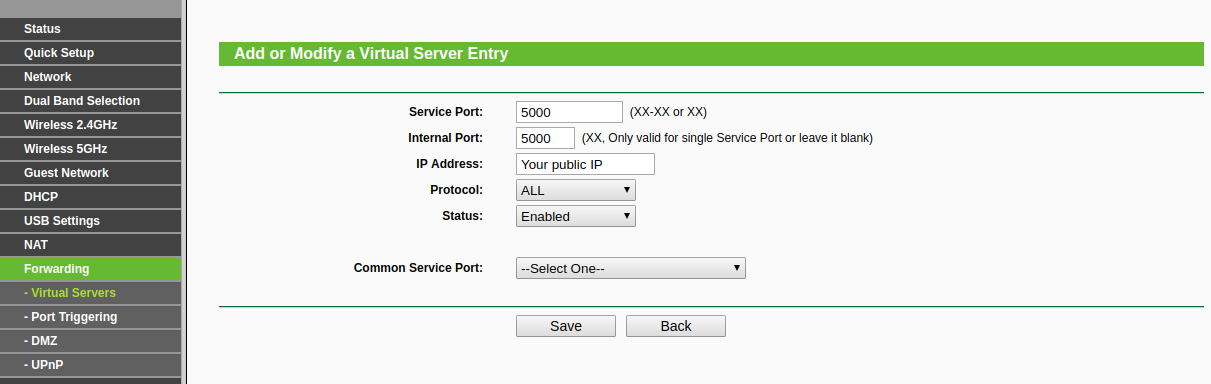 Status
Quick Setup
Network
Dual Band Selection
Wireless 2.4GHz
Wireless 5GHz
Guest Network
DHCP
USB Settings
NAT
Forwarding
- Virtual Servers
- Port Triggering
- DMZ
- UPnP
Add or Modify a Virtual Server Entry
Service Port: 5000 (XX-XX or XX)
Internal Port: 5000 (XX, Only valid for single Service Port or leave it blank)
IP Address: Your public IP
Protocol: ALL
Status: Enabled
Common Service Port: --Select One--
Save Back